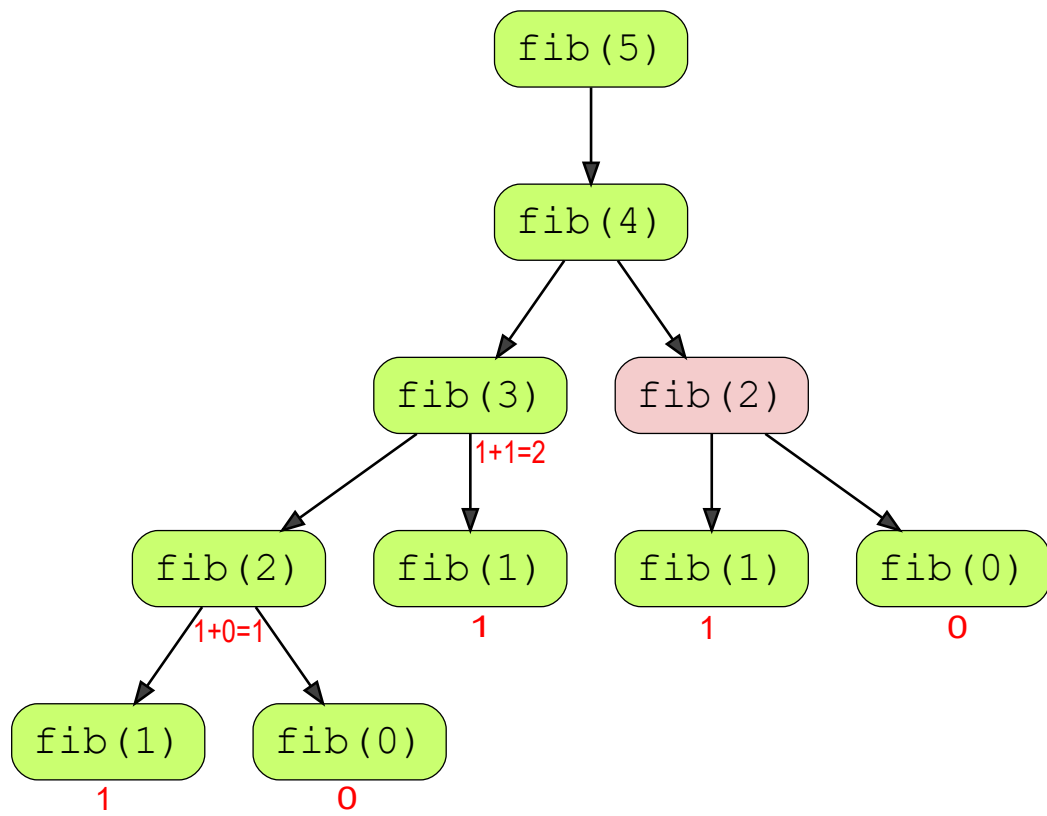 fib(5)
fib(4)
fib(3)
fib(2)
1+1=2
fib(2)
fib(1)
fib(1)
fib(0)
1+0=1
1
1
0
fib(1)
fib(0)
1
0